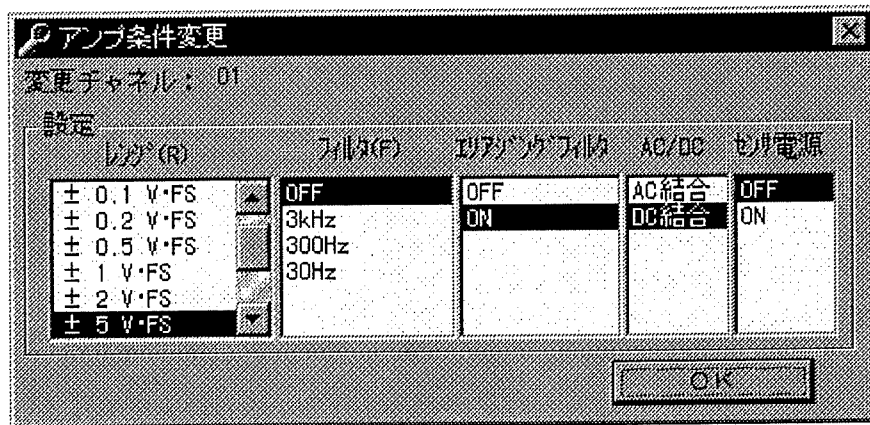 アンプ条件変更
変更チャネル: 01
設定
レンジ(R) フィルタ(F) エリアジングフィルタ AC/DC センサ電源
± 0.1 V・FS OFF OFF AC結合 OFF
± 0.2 V・FS 3kHz ON DC結合 ON
± 0.5 V・FS 300Hz
± 1 V・FS 30Hz
± 2 V・FS
± 5 V・FS
OK